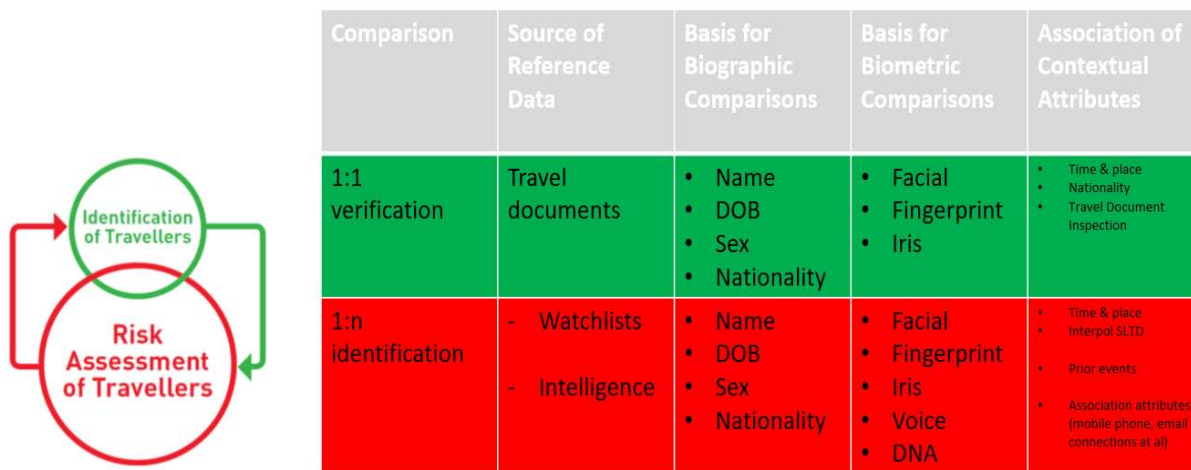 Identification
of Travellers
Risk
Assessment
of Travellers
Comparison
Source of
Reference
Data
Basis for
Biographic
Comparisons
Basis for
Biometric
Comparisons
Association of
Contextual
Attributes
1:1
verification
Travel
documents
• Name
• DOB
• Sex
• Nationality
• Facial
• Fingerprint
• Iris
• Time & place
• Nationality
• Travel Document
Inspection
1:n
identification
- Watchlists
- Intelligence
• Name
• DOB
• Sex
• Nationality
• Facial
• Fingerprint
• Iris
• Voice
• DNA
• Time & place
• Interpol SLTD
• Prior events
• Association attributes
(mobile phone, email
connections at al)